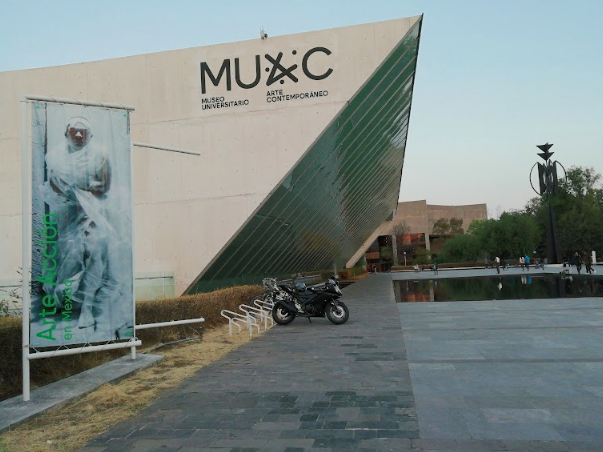 MUAC
MUSEO
UNIVERSITARIO
ARTE
CONTEMPORÁNEO
Arte Acción
en México